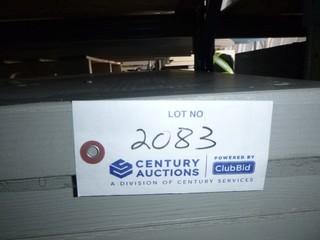 LOT NO
2083
CENTURY AUCTIONS
POWERED BY
ClubBid
A DIVISION OF CENTURY SERVICES